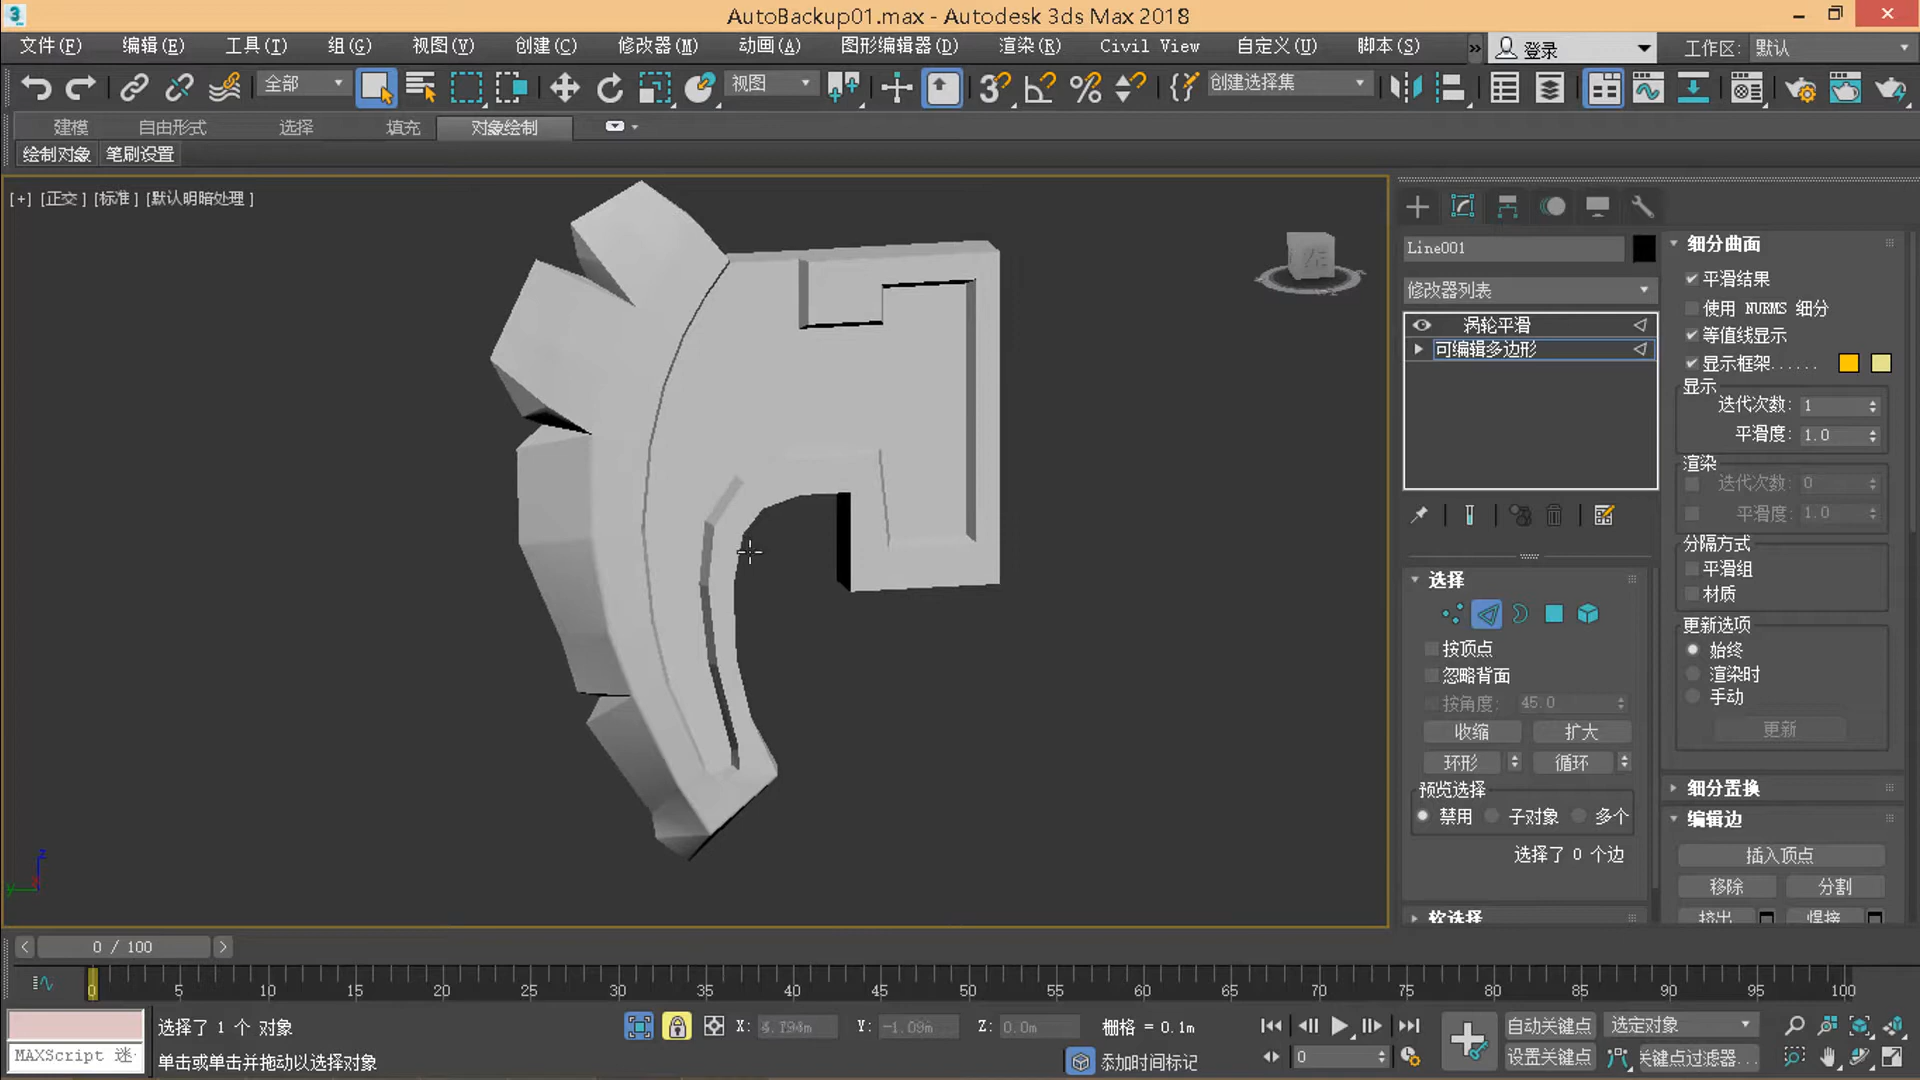 AutoBackup01.max - Autodesk 3ds Max 2018
文件(F) 编辑(E) 工具(T) 组(G) 视图(V) 创建(C) 修改器(M) 动画(A) 图形编辑器(D) 渲染(R) Civil View 自定义(U) 脚本(S) » 登录 工作区: 默认
全部 视图 创建选择集
建模 自由形式 选择 填充 对象绘制
绘制对象 笔刷设置
[+] [正交] [标准] [默认明暗处理]
Line001
修改器列表
涡轮平滑
可编辑多边形
选择
按顶点
忽略背面
按角度: 45.0
收缩 扩大
环形 循环
预览选择
禁用 子对象 多个
选择了 0 个边
软选择
细分曲面
平滑结果
使用 NURMS 细分
等值线显示
显示框架......
显示
迭代次数: 1
平滑度: 1.0
渲染
迭代次数: 0
平滑度: 1.0
分隔方式
平滑组
材质
更新选项
始终
渲染时
手动
更新
细分置换
编辑边
插入顶点
移除 分割
挤出 焊接
z
y
0 / 100
0 5 10 15 20 25 30 35 40 45 50 55 60 65 70 75 80 85 90 95 100
选择了 1 个 对象 X: 4.794m Y: -1.09m Z: 0.0m 栅格 = 0.1m 自动关键点 选定对象
MAXScript 迷 单击或单击并拖动以选择对象 添加时间标记 0 设置关键点 关键点过滤器...